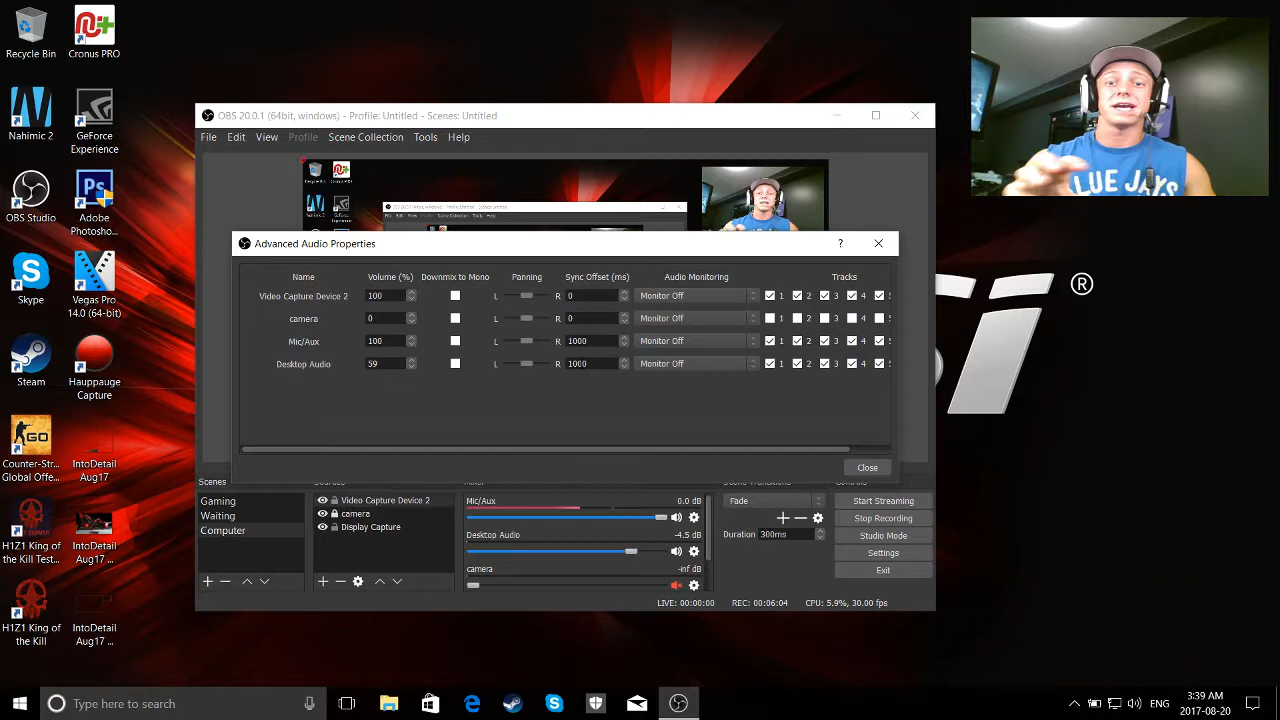 Recycle Bin
Cronus PRO
Nahimic 2
GeForce
Experience
OBS Studio
Adobe
Photosho...
Skype
Vegas Pro
14.0 (64-bit)
Steam
Hauppauge
Capture
Counter-Str...
Global Offe...
IntoDetail
Aug17
H1Z1 King of
the Kill Test...
IntoDetail
Aug17 ...
H1Z1 King of
the Kill
IntoDetail
Aug17 ...
OBS 20.0.1 (64bit, windows) - Profile: Untitled - Scenes: Untitled
File Edit View Profile Scene Collection Tools Help
BLUE JAYS
®
Advanced Audio Properties
?
Name Volume (%) Downmix to Mono Panning Sync Offset (ms) Audio Monitoring Tracks
Video Capture Device 2 100 L R 0 Monitor Off 1 2 3 4
camera 0 L R 0 Monitor Off 1 2 3 4
Mic/Aux 100 L R 1000 Monitor Off 1 2 3 4
Desktop Audio 59 L R 1000 Monitor Off 1 2 3 4
Close
Scenes
Gaming
Waiting
Computer
Video Capture Device 2
camera
Display Capture
Mixer
Mic/Aux 0.0 dB
Desktop Audio -4.5 dB
camera -inf dB
Scene Transitions
Fade
Duration 300ms
Controls
Start Streaming
Stop Recording
Studio Mode
Settings
Exit
LIVE: 00:00:00 REC: 00:06:04 CPU: 5.9%, 30.00 fps
Type here to search
ENG
3:39 AM
2017-08-20